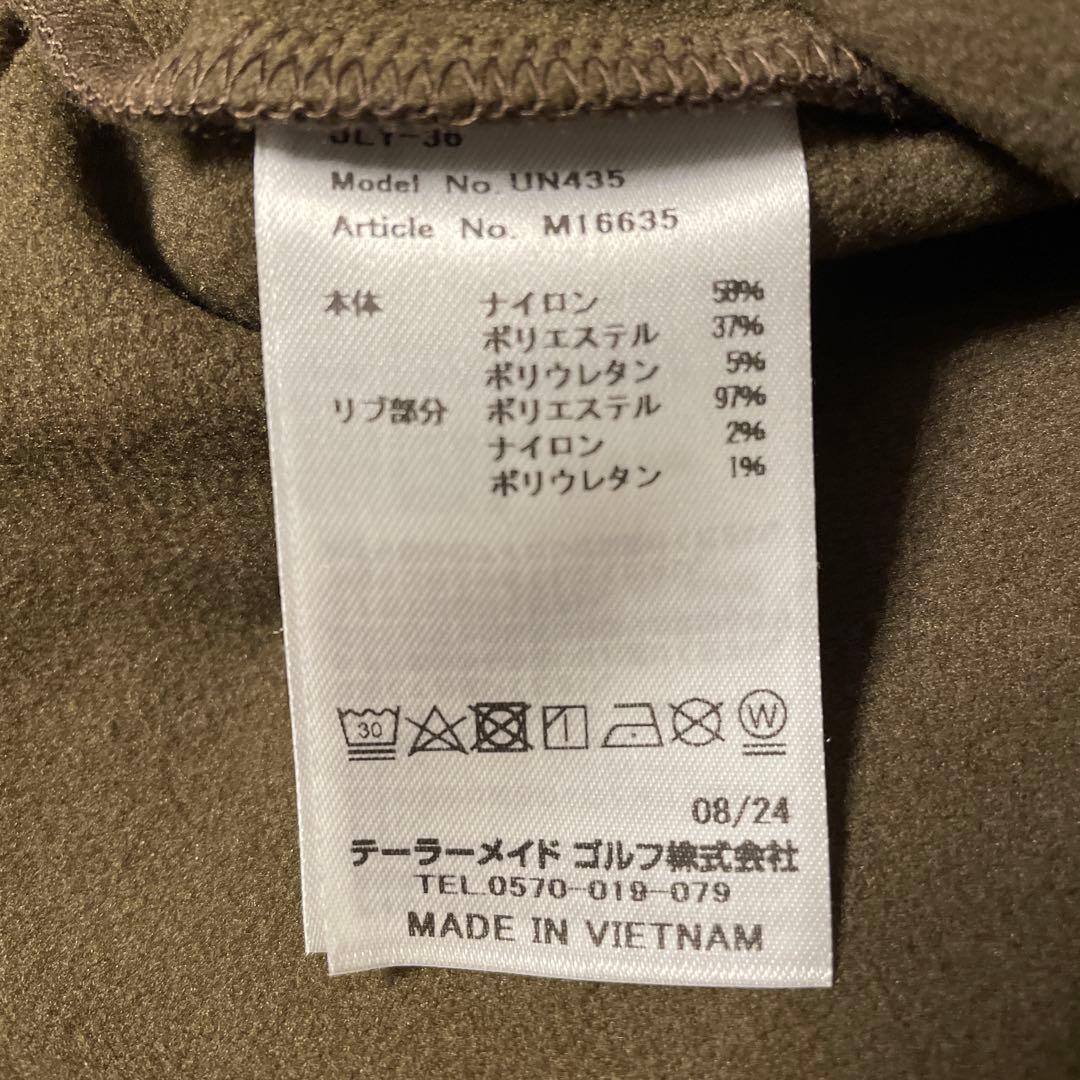 Model No. UN435
Article No. M16635
本体 ナイロン 58%
ポリエステル 37%
ポリウレタン 5%
リブ部分 ポリエステル 97%
ナイロン 2%
ポリウレタン 1%
30 W
08/24
テーラーメイド ゴルフ株式会社
TEL.0570-019-079
MADE IN VIETNAM